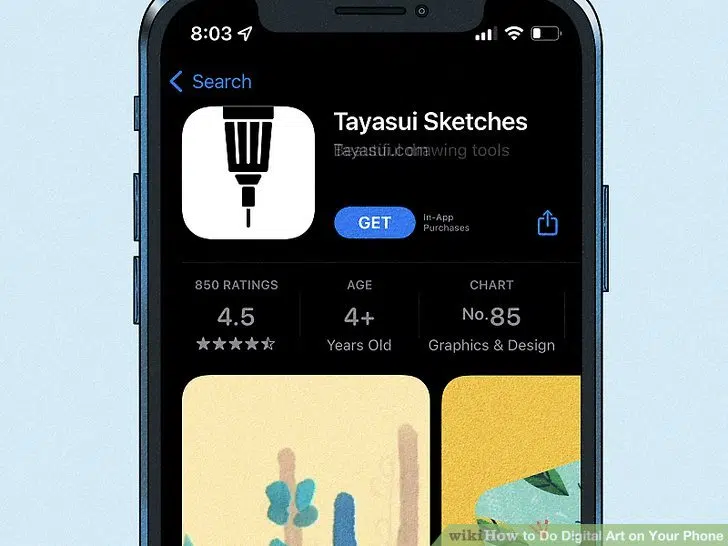 8:03
Search
Tayasui Sketches
Tayasui.com
Beautiful drawing tools
GET
In-App
Purchases
850 RATINGS
4.5
AGE
4+
Years Old
CHART
No.85
Graphics & Design
wikiHow to Do Digital Art on Your Phone